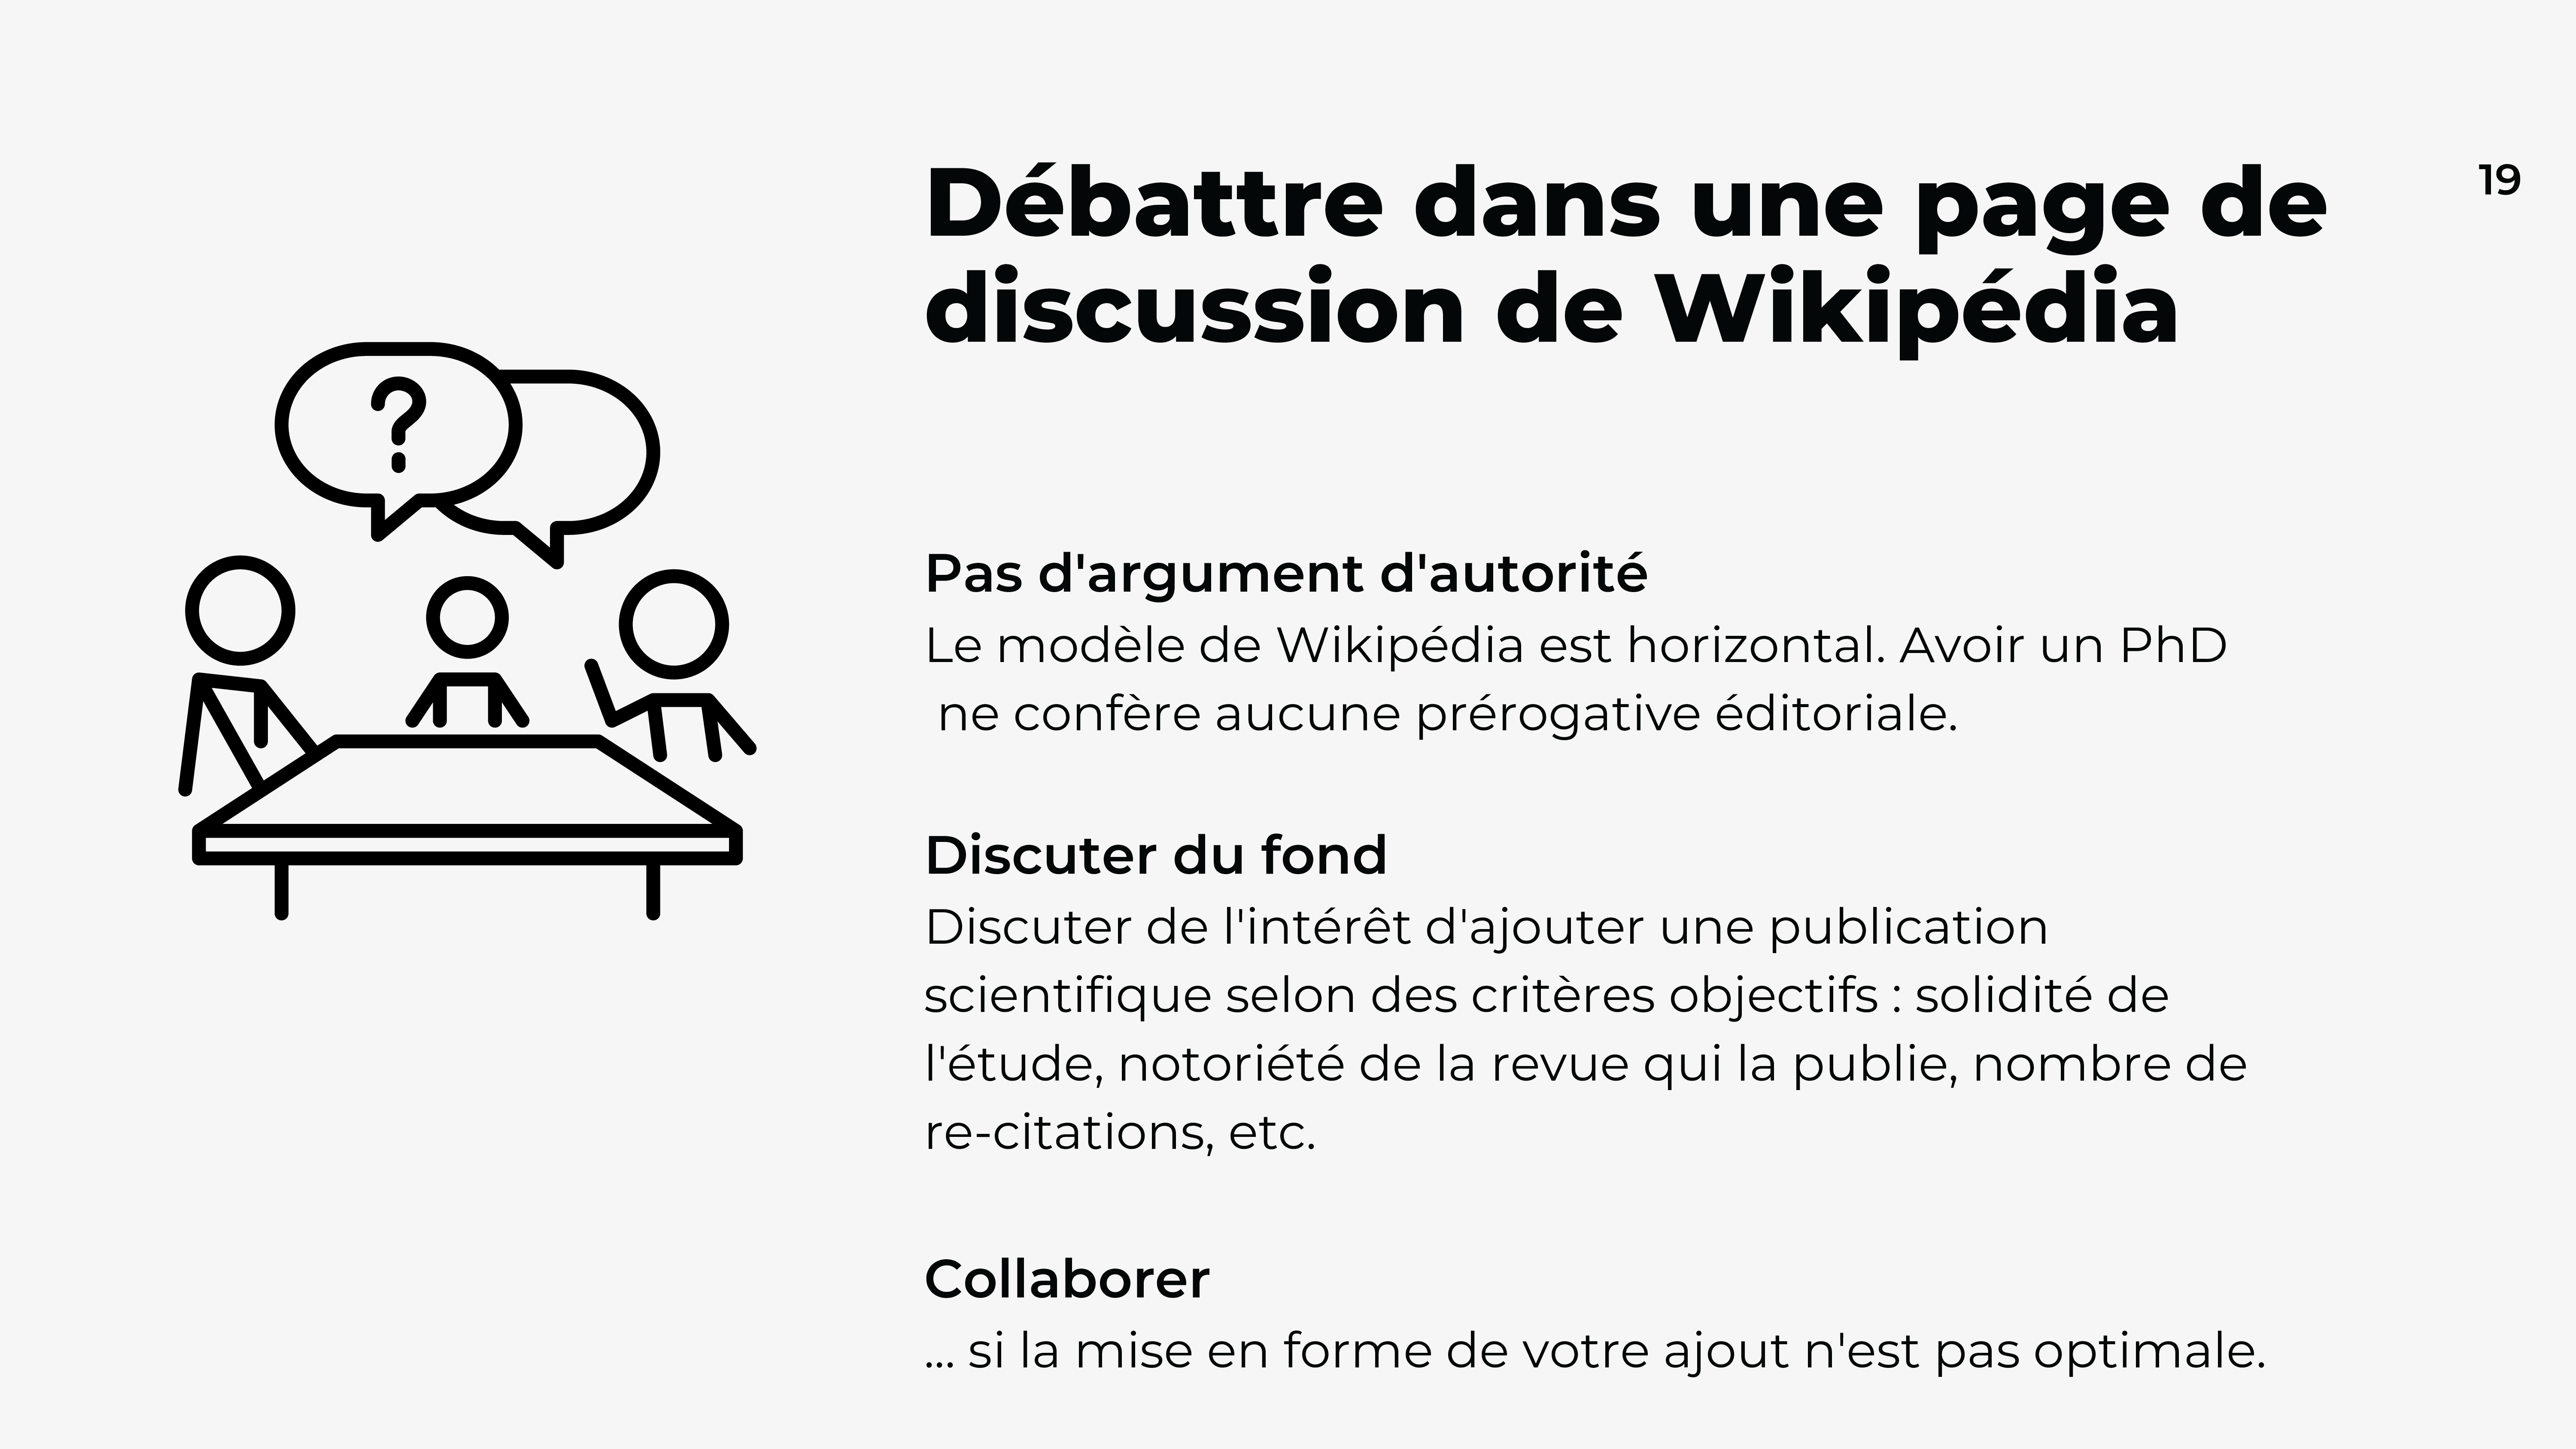 Débattre dans une page de
discussion de Wikipédia
19
?
Pas d'argument d'autorité
Le modèle de Wikipédia est horizontal. Avoir un PhD
ne confère aucune prérogative éditoriale.
Discuter du fond
Discuter de l'intérêt d'ajouter une publication
scientifique selon des critères objectifs : solidité de
l'étude, notoriété de la revue qui la publie, nombre de
re-citations, etc.
Collaborer
... si la mise en forme de votre ajout n'est pas optimale.